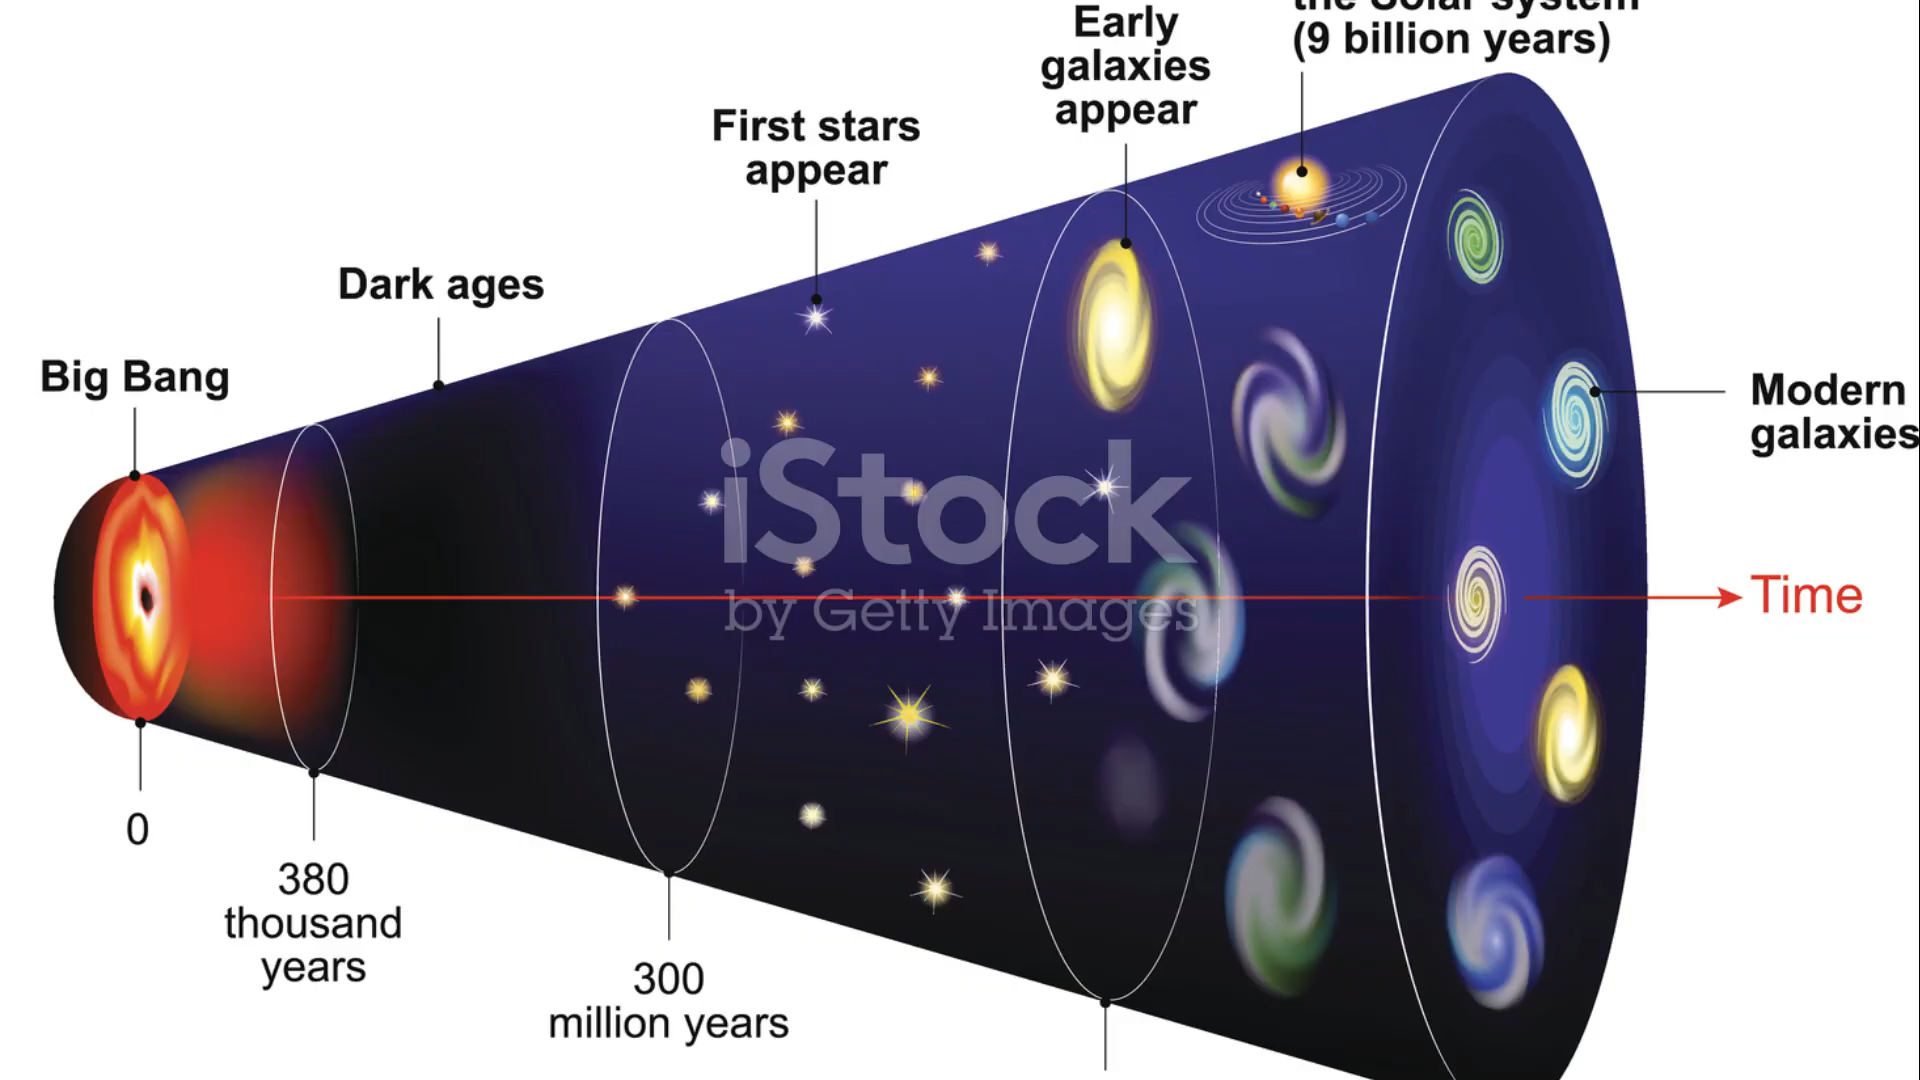 the Solar system
(9 billion years)
Early
galaxies
appear
First stars
appear
Dark ages
Big Bang
Modern
galaxies
iStock
by Getty Images
Time
0
380
thousand
years
300
million years